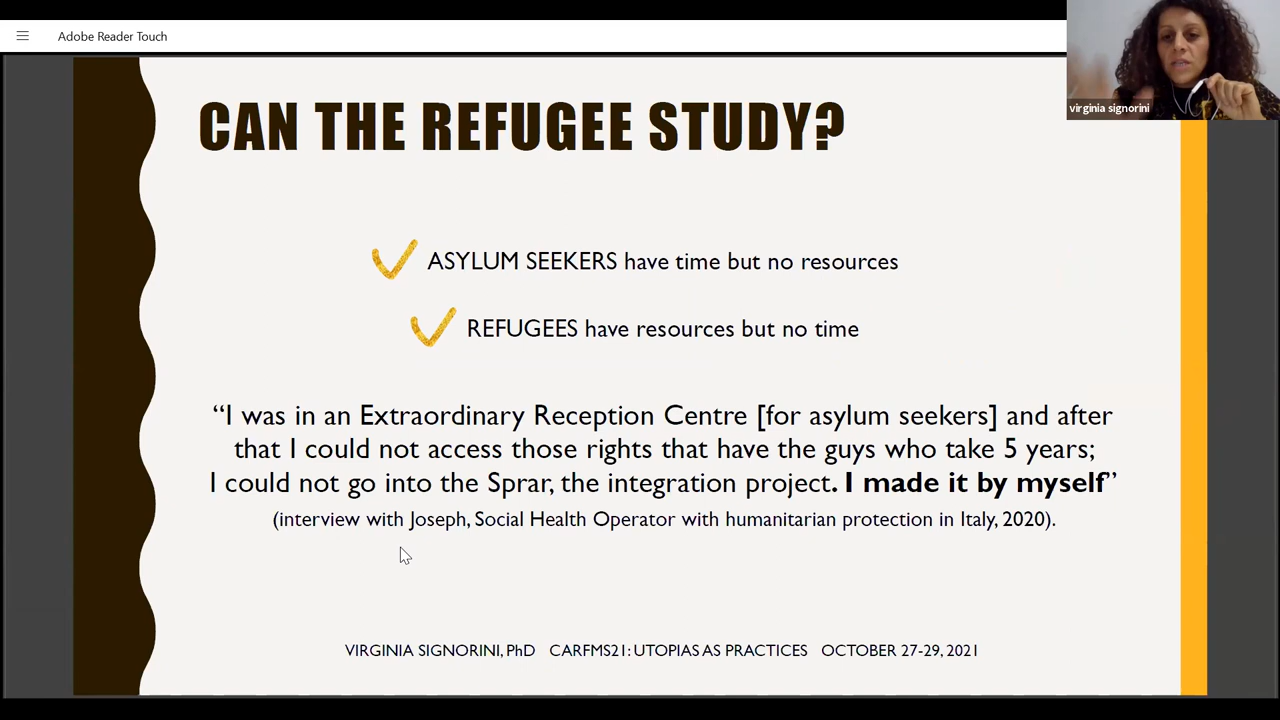 Adobe Reader Touch
virginia signorini
CAN THE REFUGEE STUDY?
ASYLUM SEEKERS have time but no resources
REFUGEES have resources but no time
“I was in an Extraordinary Reception Centre [for asylum seekers] and after
that I could not access those rights that have the guys who take 5 years;
I could not go into the Sprar, the integration project. I made it by myself”
(interview with Joseph, Social Health Operator with humanitarian protection in Italy, 2020).
VIRGINIA SIGNORINI, PhD CARFMS21: UTOPIAS AS PRACTICES OCTOBER 27-29, 2021